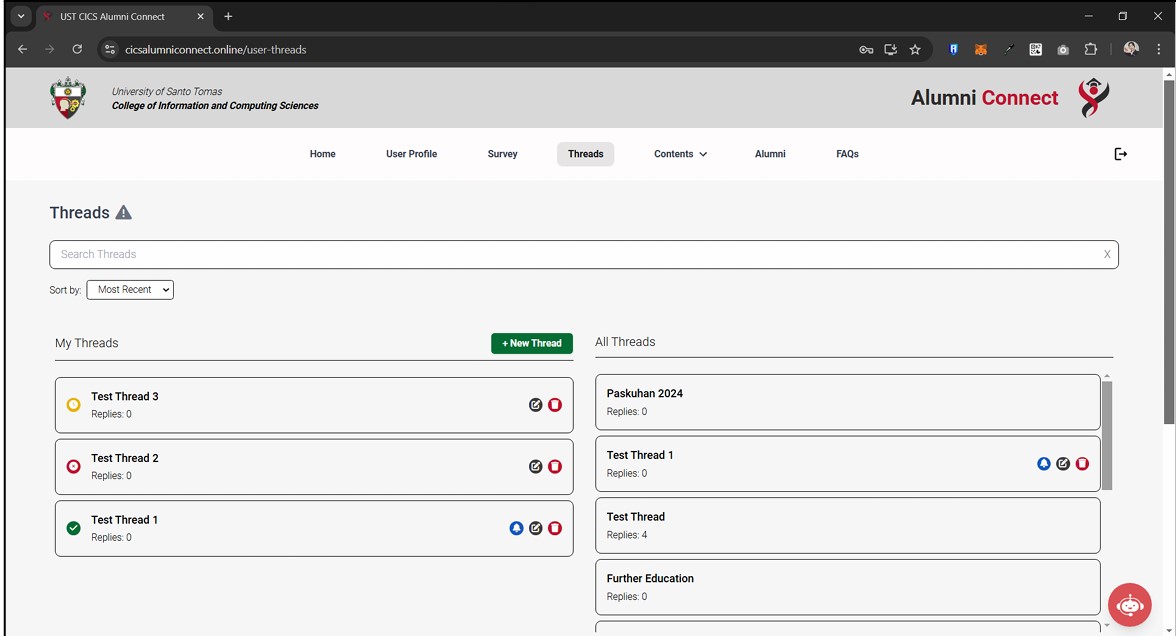 UST CICS Alumni Connect
cicsalumniconnect.online/user-threads
University of Santo Tomas
College of Information and Computing Sciences
Alumni Connect
Home
User Profile
Survey
Threads
Contents
Alumni
FAQs
Threads
Search Threads
X
Sort by:
Most Recent
My Threads
+ New Thread
Test Thread 3
Replies: 0
Test Thread 2
Replies: 0
Test Thread 1
Replies: 0
All Threads
Paskuhan 2024
Replies: 0
Test Thread 1
Replies: 0
Test Thread
Replies: 4
Further Education
Replies: 0